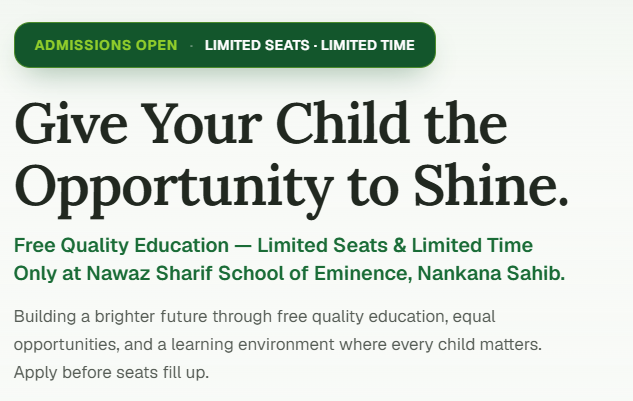 ADMISSIONS OPEN · LIMITED SEATS · LIMITED TIME
Give Your Child the
Opportunity to Shine.
Free Quality Education — Limited Seats & Limited Time
Only at Nawaz Sharif School of Eminence, Nankana Sahib.
Building a brighter future through free quality education, equal
opportunities, and a learning environment where every child matters.
Apply before seats fill up.